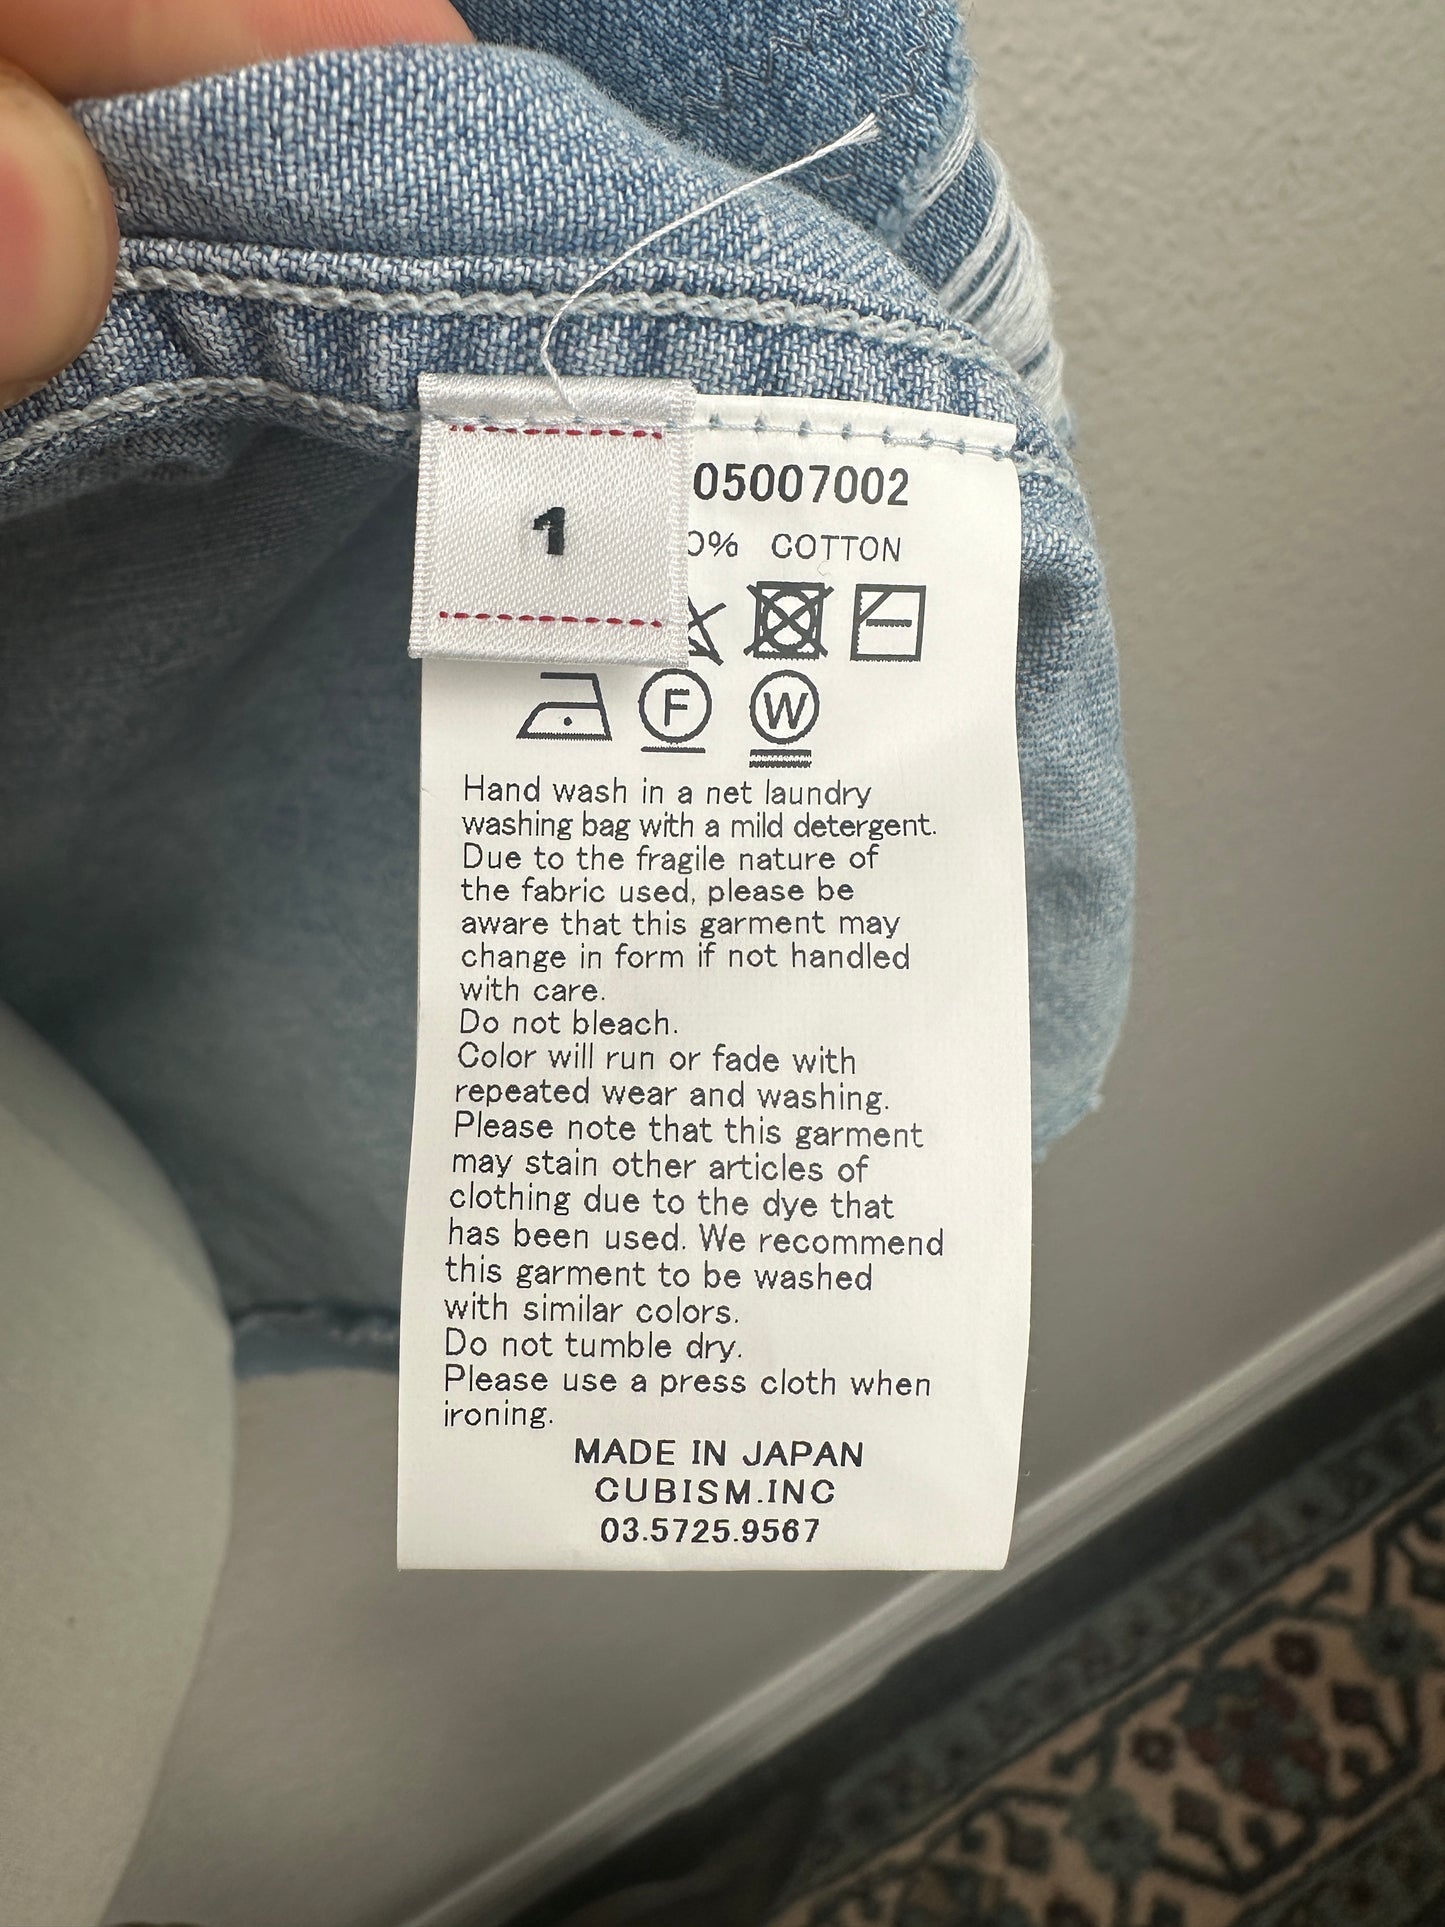 05007002
1
0% COTTON
F W
Hand wash in a net laundry
washing bag with a mild detergent.
Due to the fragile nature of
the fabric used, please be
aware that this garment may
change in form if not handled
with care.
Do not bleach.
Color will run or fade with
repeated wear and washing.
Please note that this garment
may stain other articles of
clothing due to the dye that
has been used. We recommend
this garment to be washed
with similar colors.
Do not tumble dry.
Please use a press cloth when
ironing.
MADE IN JAPAN
CUBISM.INC
03.5725.9567